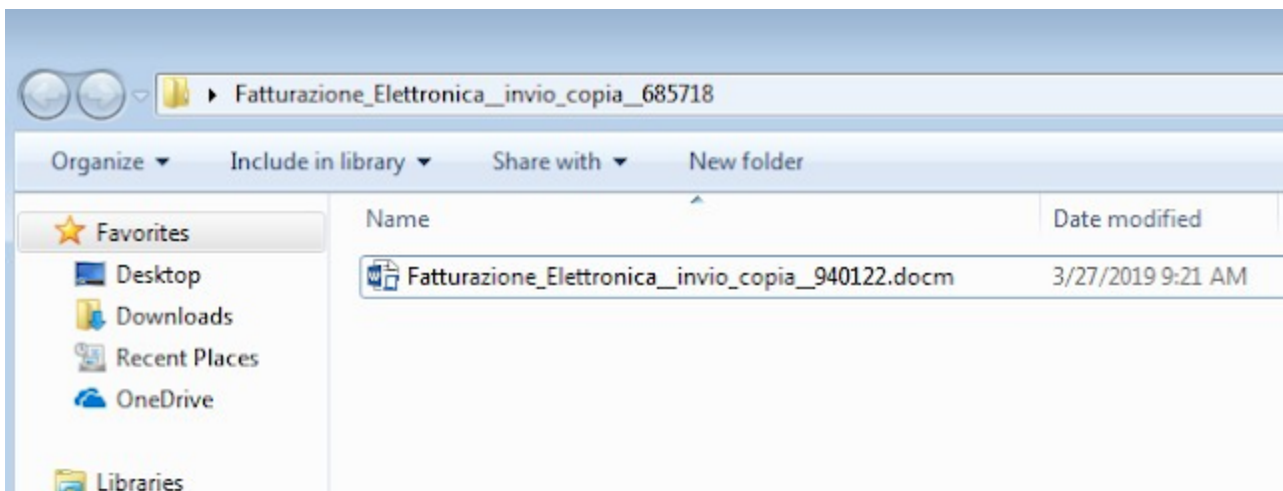 Fatturazione_Elettronica__invio_copia__685718
Organize Include in library Share with New folder
Favorites
Desktop
Downloads
Recent Places
OneDrive
Libraries
Name Date modified
Fatturazione_Elettronica__invio_copia__940122.docm 3/27/2019 9:21 AM